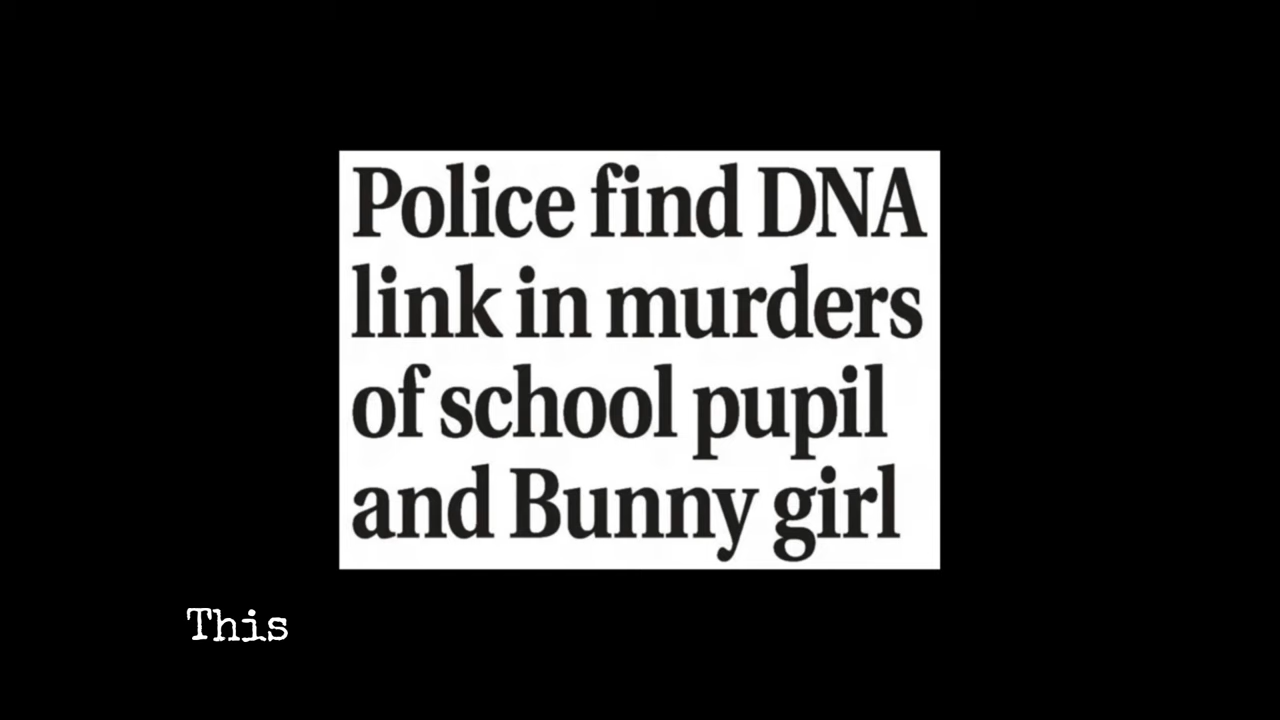 Police find DNA
link in murders
of school pupil
and Bunny girl
This